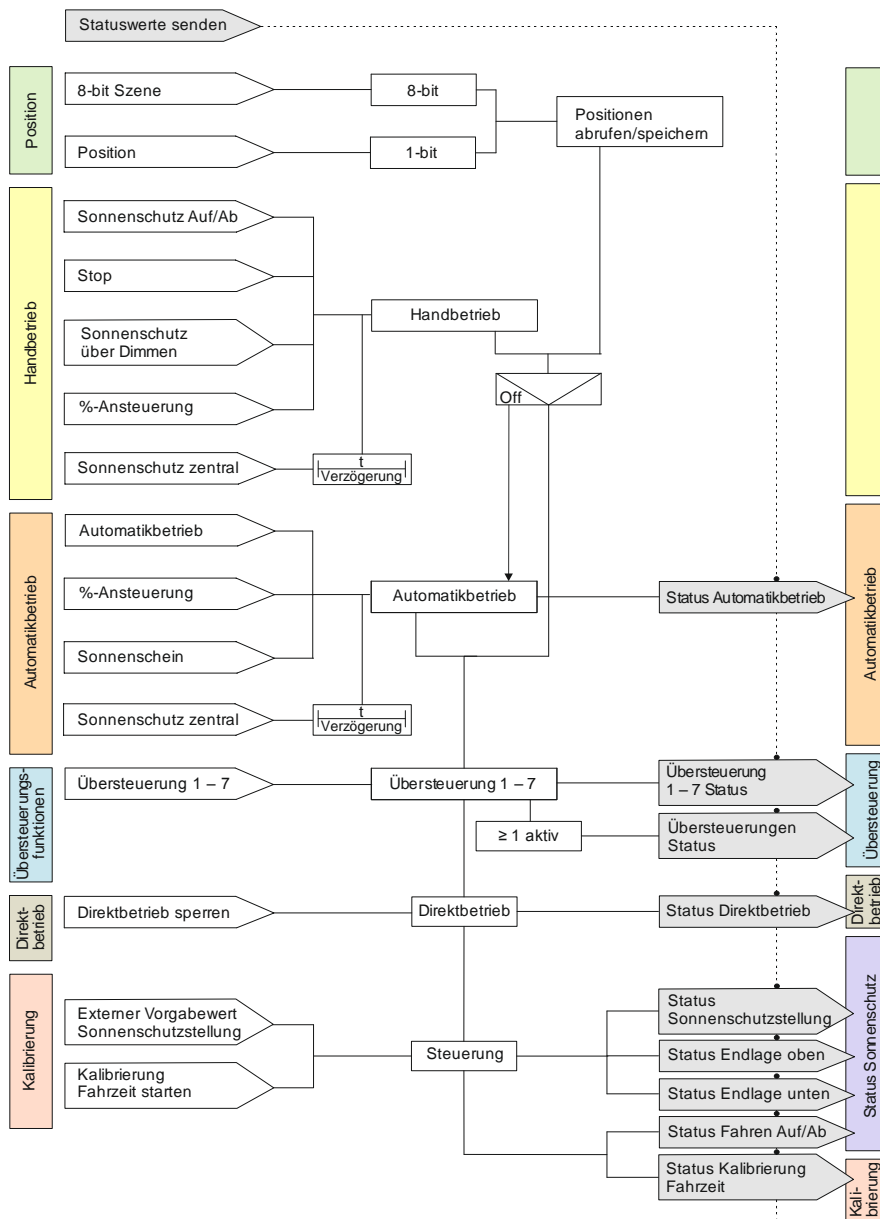 Statuswerte senden
Position
8-bit Szene
8-bit
Positionen
abrufen/speichern
Position
1-bit
Handbetrieb
Sonnenschutz Auf/Ab
Stop
Handbetrieb
Sonnenschutz
über Dimmen
%-Ansteuerung
Off
Sonnenschutz zentral
t
Verzögerung
Automatikbetrieb
Automatikbetrieb
%-Ansteuerung
Automatikbetrieb
Status Automatikbetrieb
Automatikbetrieb
Sonnenschein
Sonnenschutz zentral
t
Verzögerung
Übersteuerungs-
funktionen
Übersteuerung 1 – 7
Übersteuerung 1 – 7
Übersteuerung
1 – 7 Status
≥ 1 aktiv
Übersteuerungen
Status
Übersteuerung
Direkt-
betrieb
Direktbetrieb sperren
Direktbetrieb
Status Direktbetrieb
Direkt-
betrieb
Kalibrierung
Externer Vorgabewert
Sonnenschutzstellung
Kalibrierung
Fahrzeit starten
Steuerung
Status
Sonnenschutzstellung
Status Endlage oben
Status Endlage unten
Status Fahren Auf/Ab
Status Kalibrierung
Fahrzeit
Status Sonnenschutz
Kali-
brierung